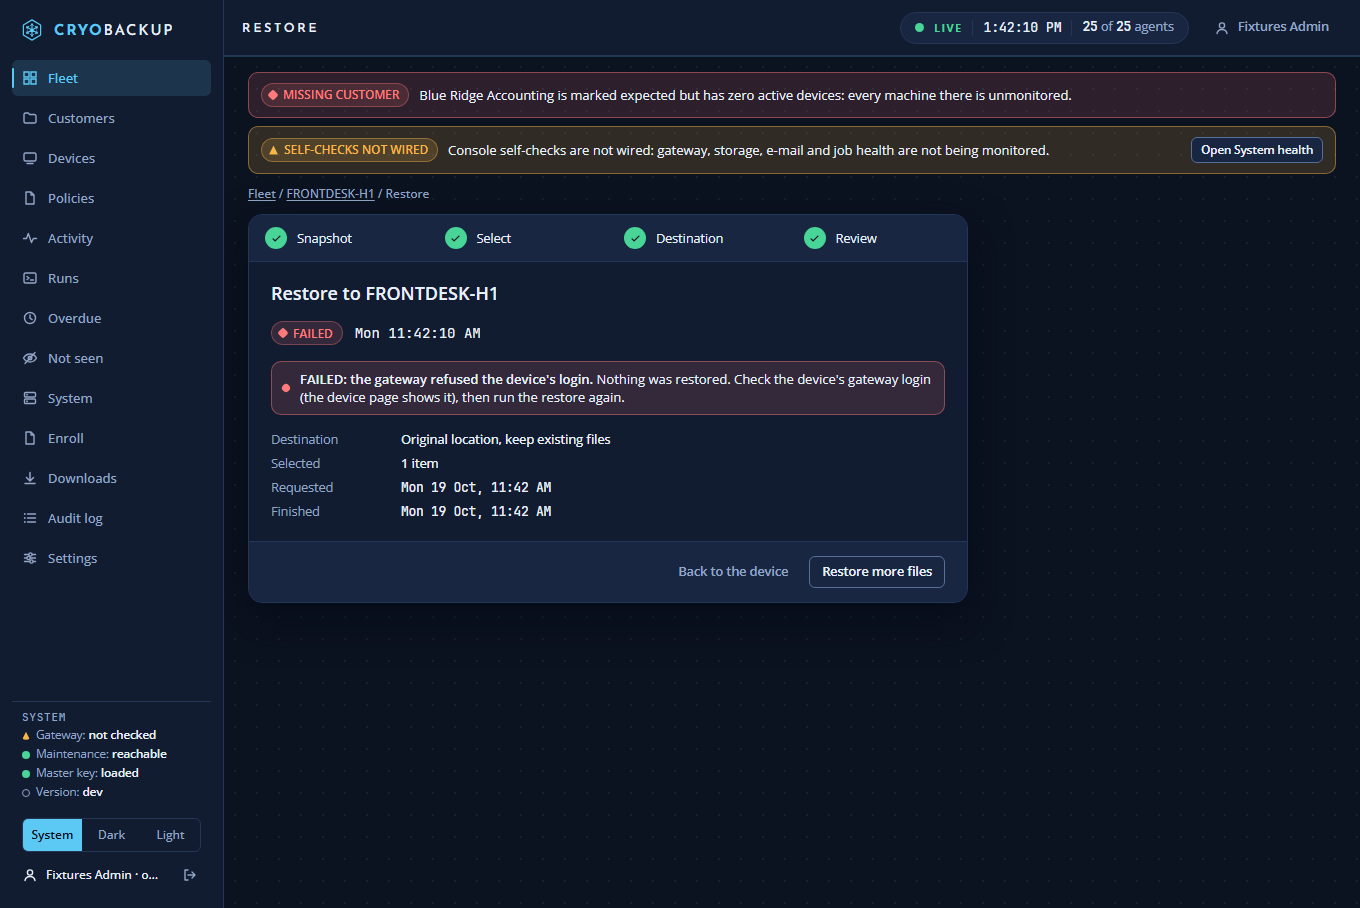 CRYOBACKUP
RESTORE
LIVE 1:42:10 PM 25 of 25 agents
Fixtures Admin
Fleet
Customers
Devices
Policies
Activity
Runs
Overdue
Not seen
System
Enroll
Downloads
Audit log
Settings
MISSING CUSTOMER Blue Ridge Accounting is marked expected but has zero active devices: every machine there is unmonitored.
SELF-CHECKS NOT WIRED Console self-checks are not wired: gateway, storage, e-mail and job health are not being monitored. Open System health
Fleet / FRONTDESK-H1 / Restore
Snapshot Select Destination Review
Restore to FRONTDESK-H1
FAILED Mon 11:42:10 AM
FAILED: the gateway refused the device's login. Nothing was restored. Check the device's gateway login
(the device page shows it), then run the restore again.
Destination Original location, keep existing files
Selected 1 item
Requested Mon 19 Oct, 11:42 AM
Finished Mon 19 Oct, 11:42 AM
Back to the device Restore more files
SYSTEM
Gateway: not checked
Maintenance: reachable
Master key: loaded
Version: dev
System Dark Light
Fixtures Admin · o...